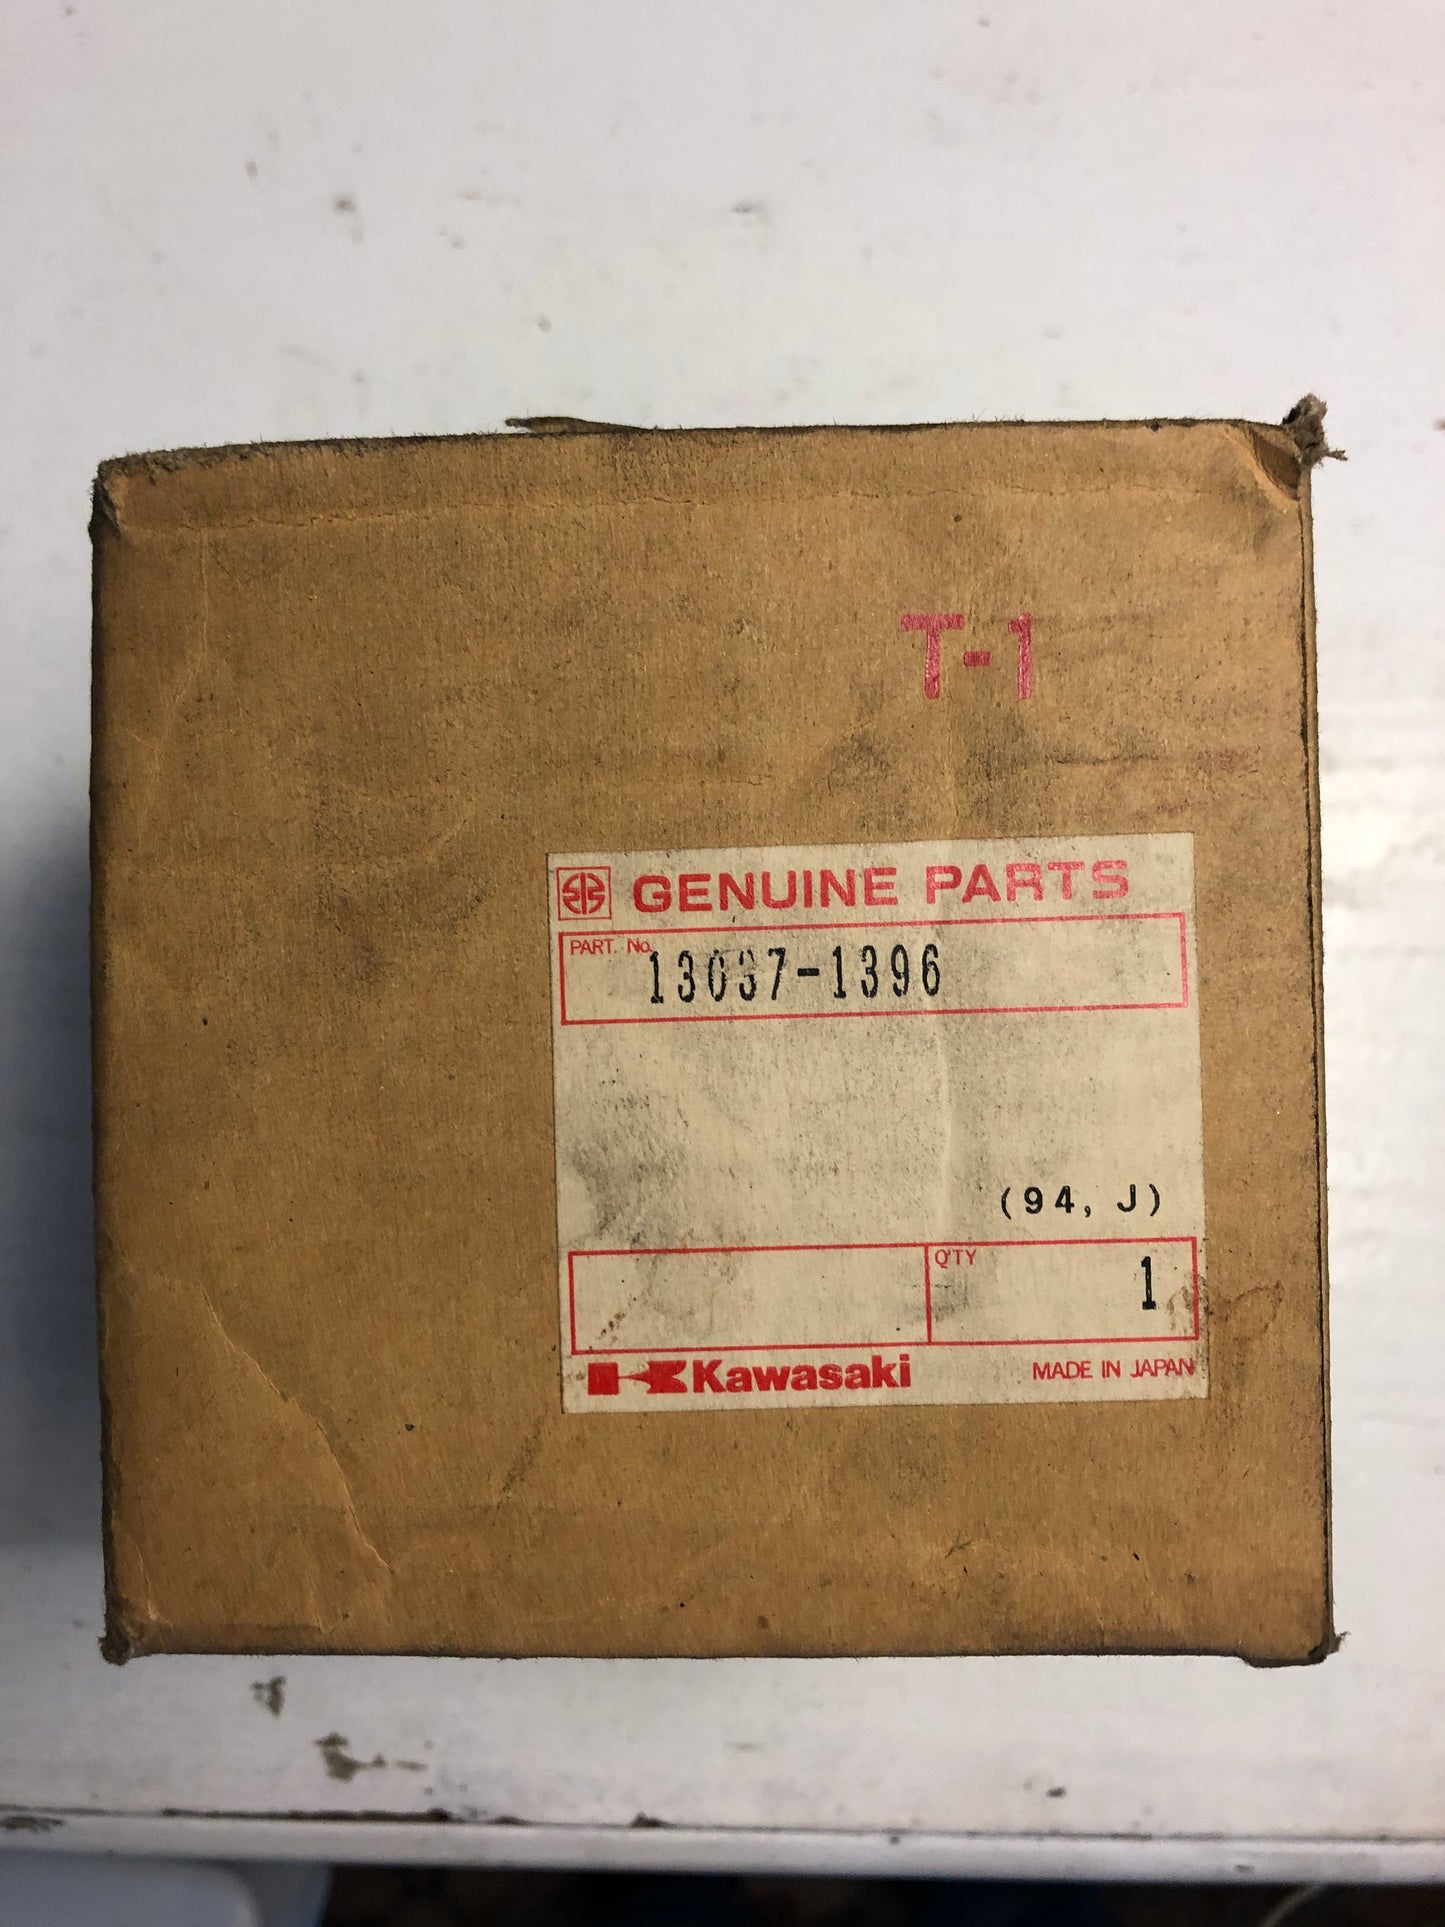 T-1
GENUINE PARTS
PART. No. 13037-1396
(94, J)
Q'TY 1
Kawasaki MADE IN JAPAN